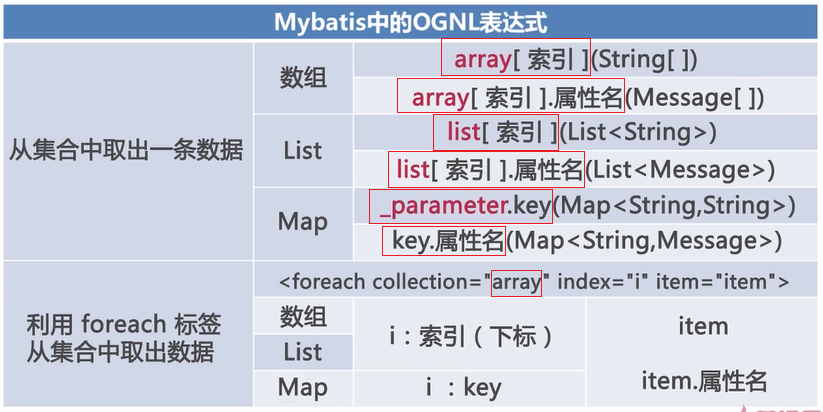 Mybatis中的OGNL表达式
从集合中取出一条数据
数组
array[ 索引 ](String[ ])
array[ 索引 ].属性名(Message[ ])
List
list[ 索引 ](List<String>)
list[ 索引 ].属性名(List<Message>)
Map
_parameter.key(Map<String,String>)
key.属性名(Map<String,Message>)
利用 foreach 标签
从集合中取出数据
<foreach collection="array" index="i" item="item">
数组
List
i：索引（下标）
Map
i ：key
item
item.属性名